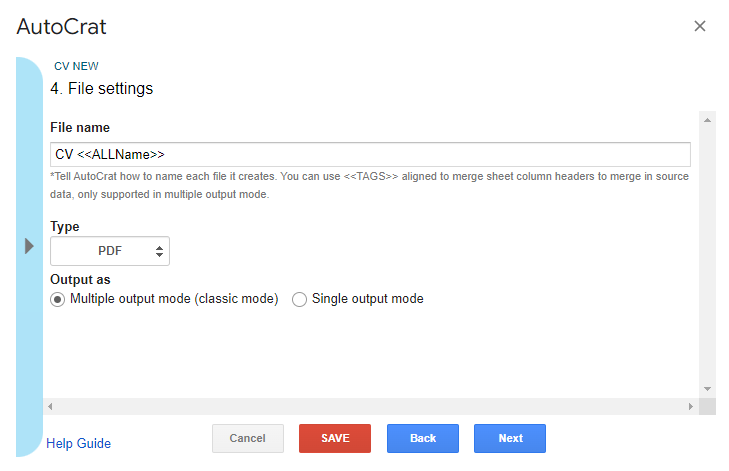 AutoCrat
CV NEW
4. File settings
File name
CV <<ALLName>>
*Tell AutoCrat how to name each file it creates. You can use <<TAGS>> aligned to merge sheet column headers to merge in source
data, only supported in multiple output mode.
Type
PDF
Output as
Multiple output mode (classic mode) Single output mode
Help Guide Cancel SAVE Back Next